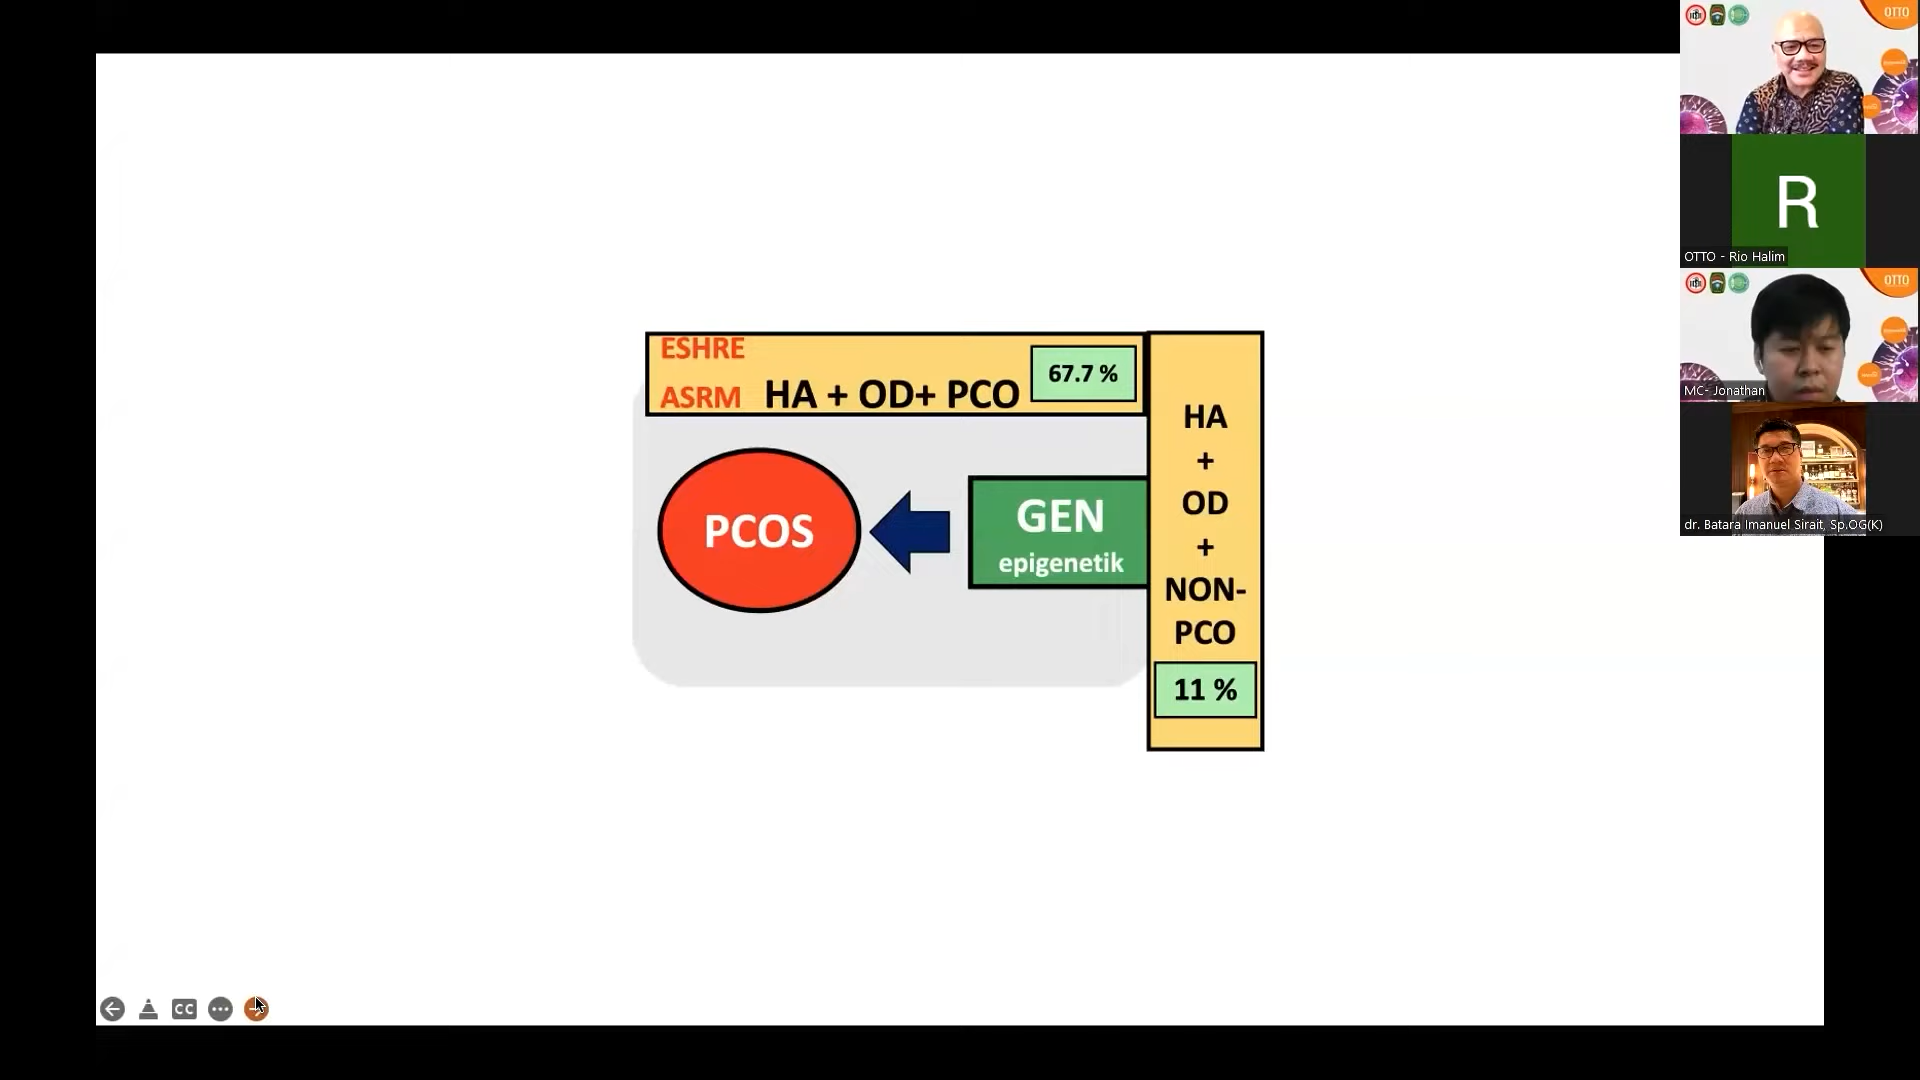 ESHRE
ASRM HA + OD+ PCO
67.7 %
HA
+
OD
+
NON-
PCO
11 %
PCOS
GEN
epigenetik
OTTO
R
OTTO - Rio Halim
OTTO
MC- Jonathan
dr. Batara Imanuel Sirait, Sp.OG(K)
CC